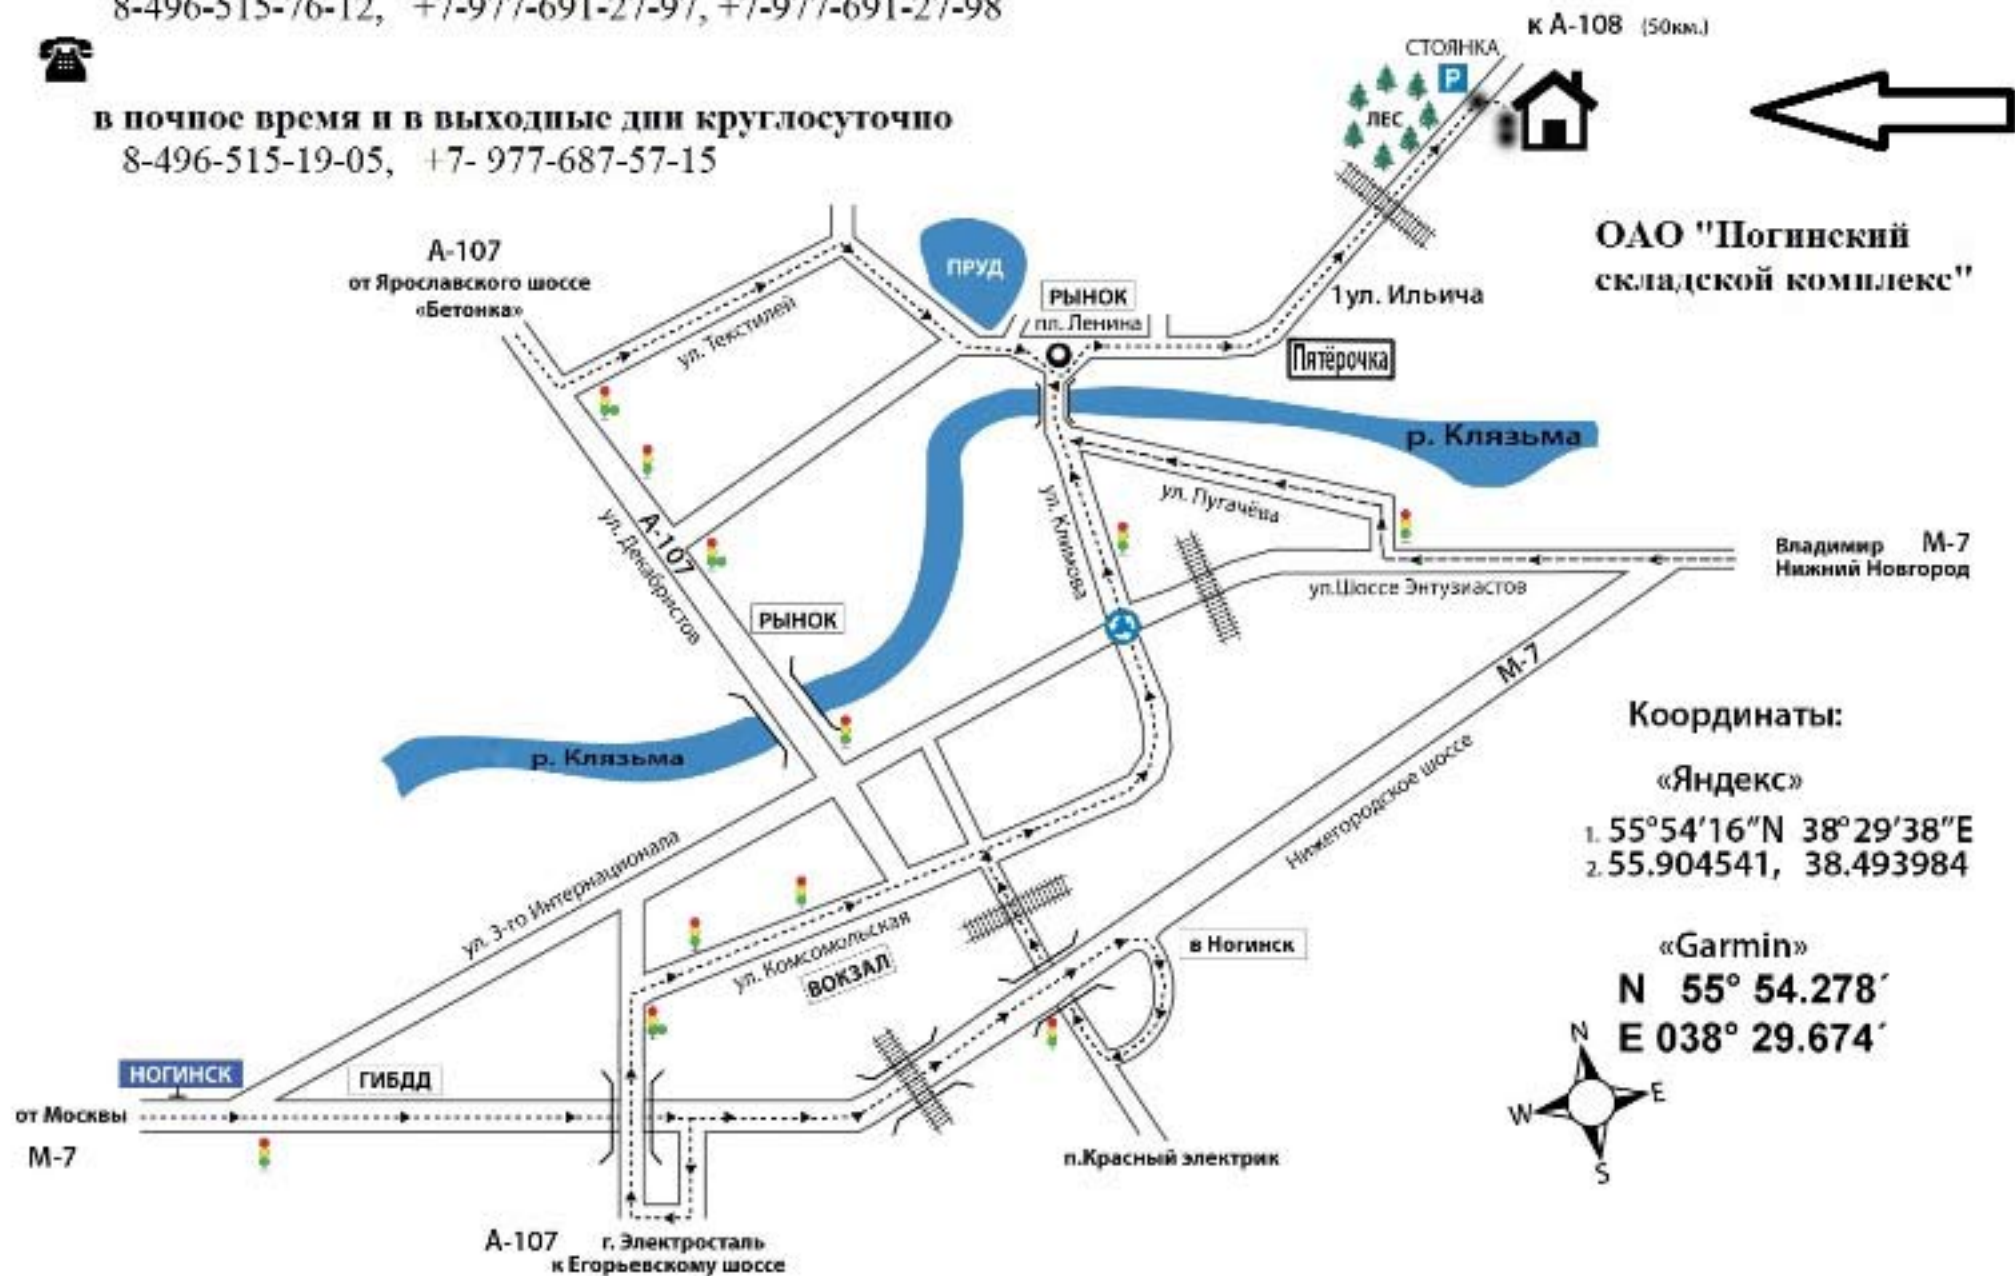 8-496-515-76-12, +7-977-691-27-97, +7-977-691-27-98
в ночное время и в выходные дни круглосуточно
8-496-515-19-05, +7- 977-687-57-15
к А-108 (50км.)
СТОЯНКА
P
ЛЕС
ОАО "Ногинский
складской комплекс"
А-107
от Ярославского шоссе
«Бетонка»
ПРУД
РЫНОК
пл. Ленина
1ул. Ильича
Пятёрочка
ул. Текстилей
р. Клязьма
ул. Пугачёва
ул. Климова
А-107
ул. Декабристов
Владимир М-7
Нижний Новгород
ул.Шоссе Энтузиастов
РЫНОК
М-7
р. Клязьма
Нижегородское шоссе
Координаты:
«Яндекс»
1. 55°54′16″N 38°29′38″E
2. 55.904541, 38.493984
ул. 3-го Интернационала
ул. Комсомольская
ВОКЗАЛ
в Ногинск
«Garmin»
N 55° 54.278′
E 038° 29.674′
N
W
E
S
НОГИНСК
ГИБДД
от Москвы
М-7
п.Красный электрик
А-107 г. Электросталь
к Егорьевскому шоссе